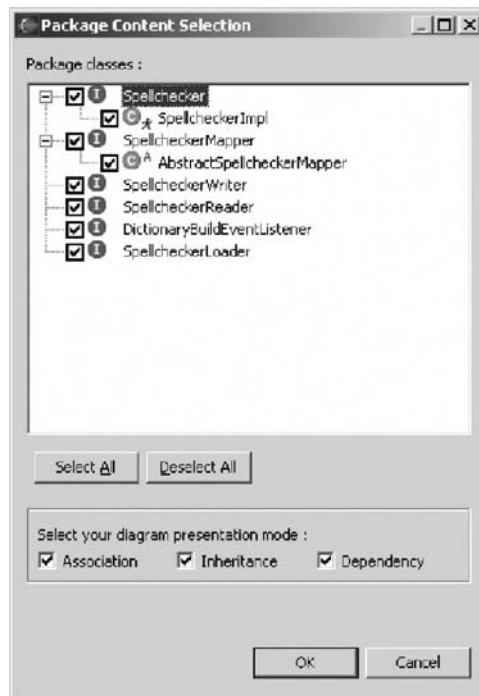 Package Content Selection
Package classes :
I Spellchecker
C SpellcheckerImpl
I SpellcheckerMapper
C A AbstractSpellcheckerMapper
I SpellcheckerWriter
I SpellcheckerReader
I DictionaryBuildEventListener
I SpellcheckerLoader
Select All Deselect All
Select your diagram presentation mode :
Association Inheritance Dependency
OK Cancel